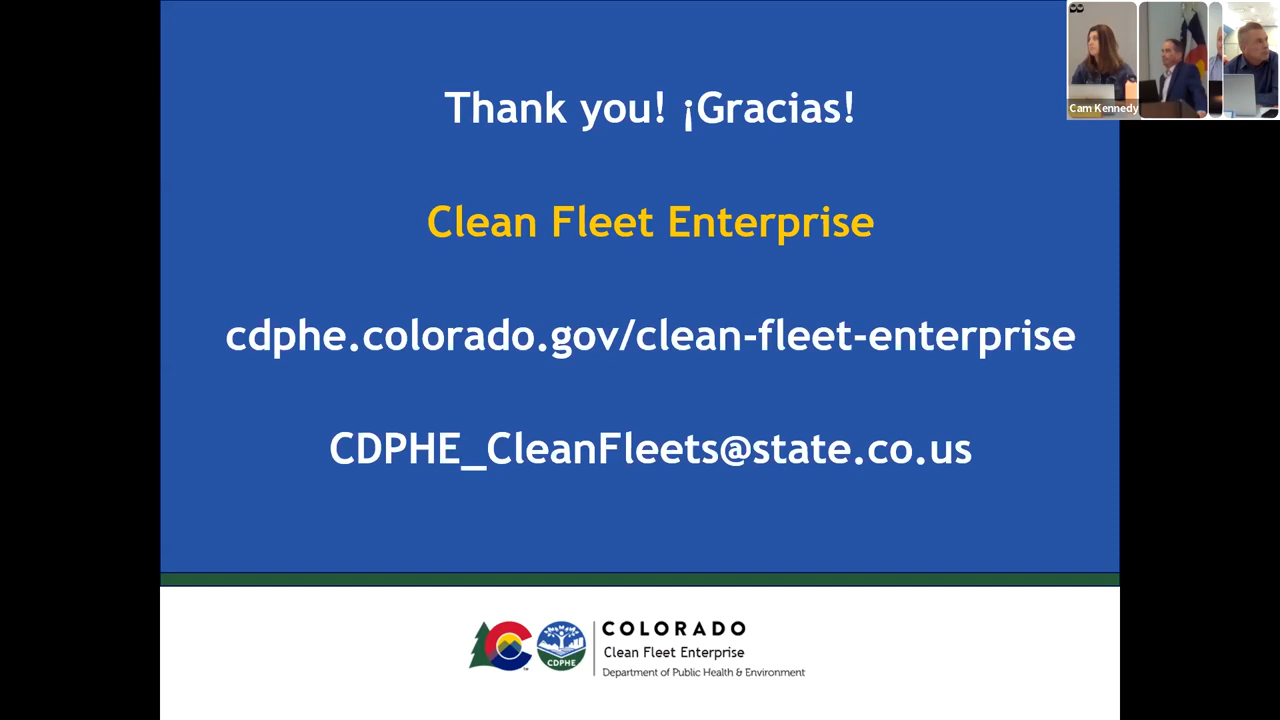 Thank you! ¡Gracias!
Clean Fleet Enterprise
cdphe.colorado.gov/clean-fleet-enterprise
CDPHE_CleanFleets@state.co.us
Cam Kennedy
CDPHE
COLORADO
Clean Fleet Enterprise
Department of Public Health & Environment